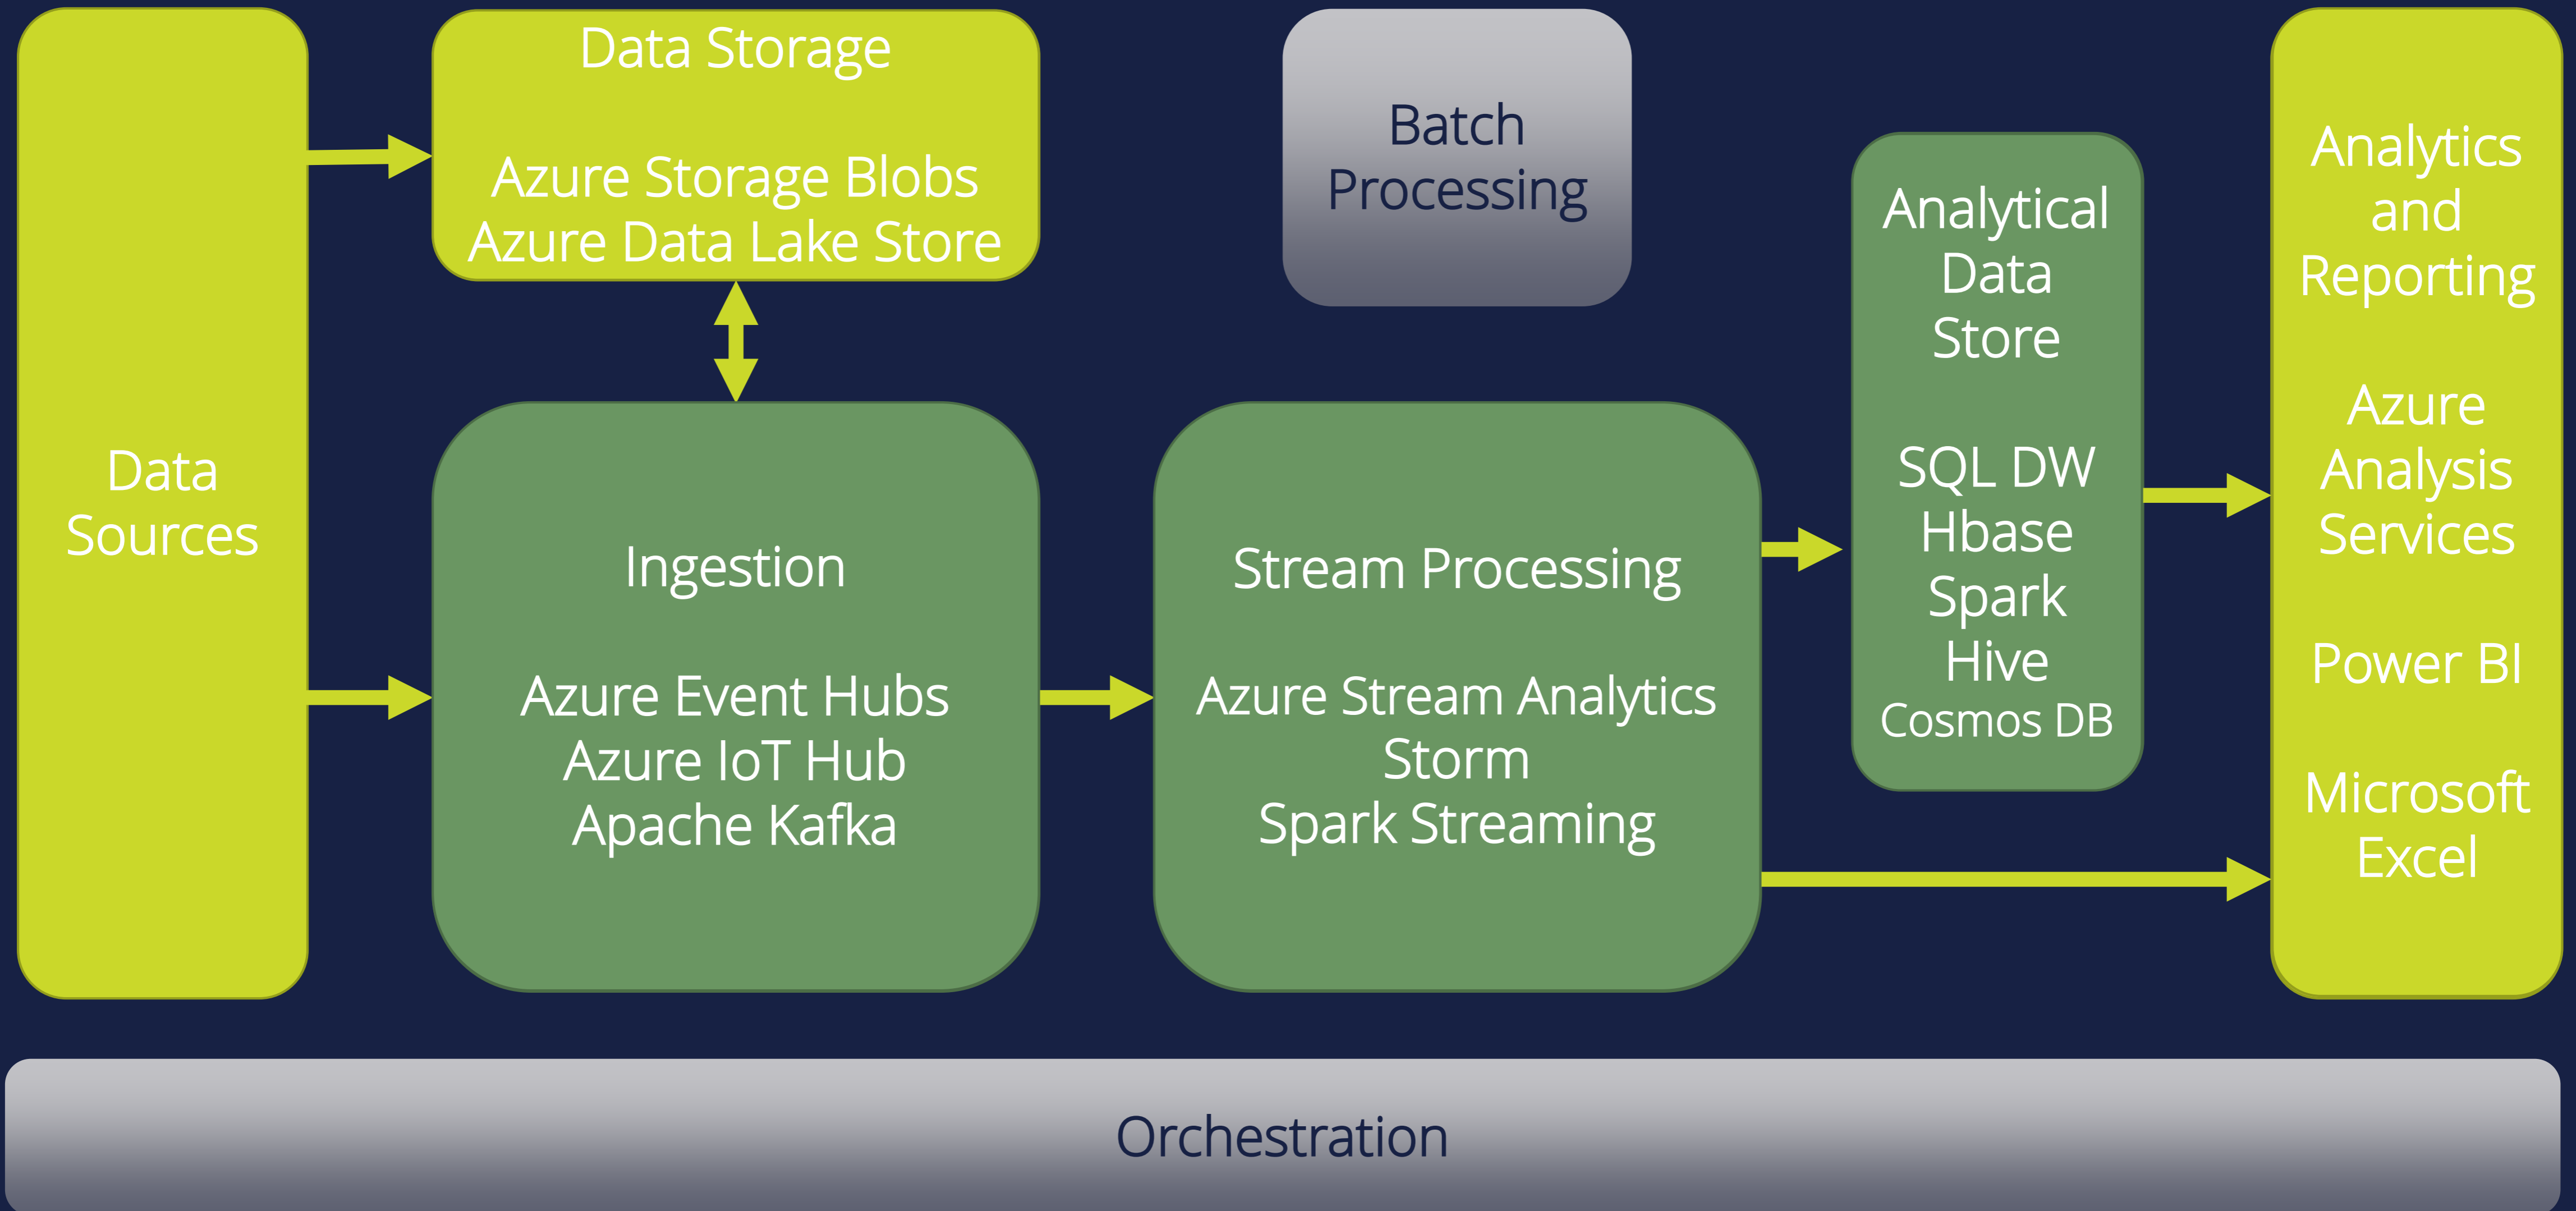 Data
Sources
Data Storage
Azure Storage Blobs
Azure Data Lake Store
Ingestion
Azure Event Hubs
Azure IoT Hub
Apache Kafka
Batch
Processing
Stream Processing
Azure Stream Analytics
Storm
Spark Streaming
Analytical
Data
Store
SQL DW
Hbase
Spark
Hive
Cosmos DB
Analytics
and
Reporting
Azure
Analysis
Services
Power BI
Microsoft
Excel
Orchestration